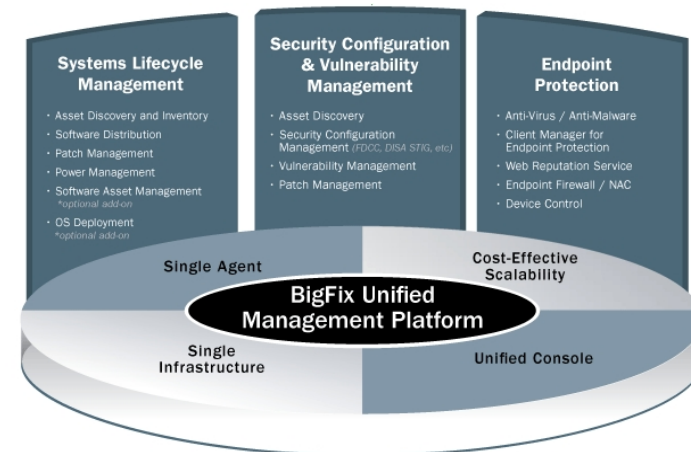 Systems Lifecycle
Management
· Asset Discovery and Inventory
· Software Distribution
· Patch Management
· Power Management
· Software Asset Management
*optional add-on
· OS Deployment
*optional add-on
Security Configuration
& Vulnerability
Management
· Asset Discovery
· Security Configuration
Management (FDCC, DISA STIG, etc)
· Vulnerability Management
· Patch Management
Endpoint
Protection
· Anti-Virus / Anti-Malware
· Client Manager for
Endpoint Protection
· Web Reputation Service
· Endpoint Firewall / NAC
· Device Control
Single Agent
Cost-Effective
Scalability
BigFix Unified
Management Platform
Single
Infrastructure
Unified Console